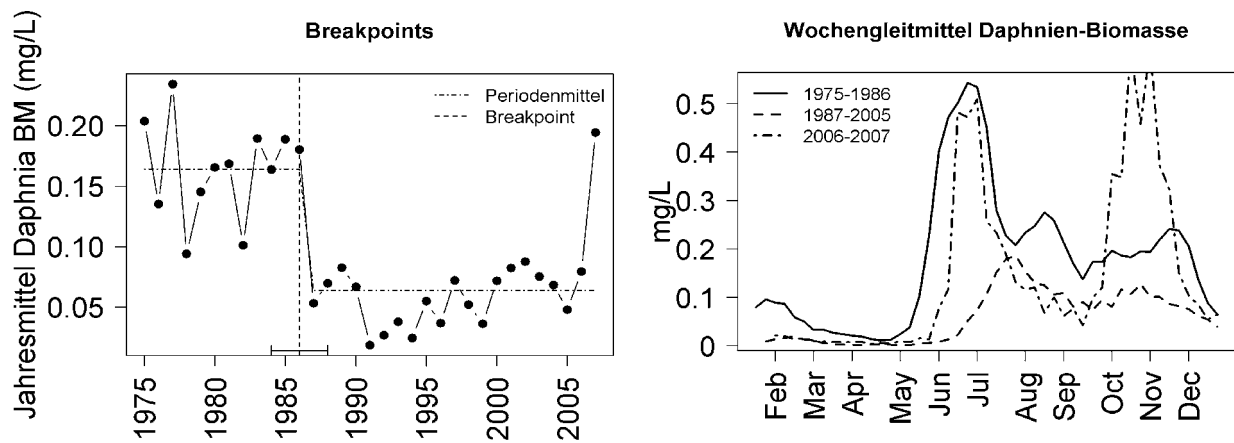 Breakpoints
Jahresmittel Daphnia BM (mg/L)
0.20
0.15
0.10
0.05
Periodenmittel
Breakpoint
1975
1980
1985
1990
1995
2000
2005
Wochengleitmittel Daphnien-Biomasse
mg/L
0.5
0.4
0.3
0.2
0.1
0
1975-1986
1987-2005
2006-2007
Feb
Mar
Apr
May
Jun
Jul
Aug
Sep
Oct
Nov
Dec